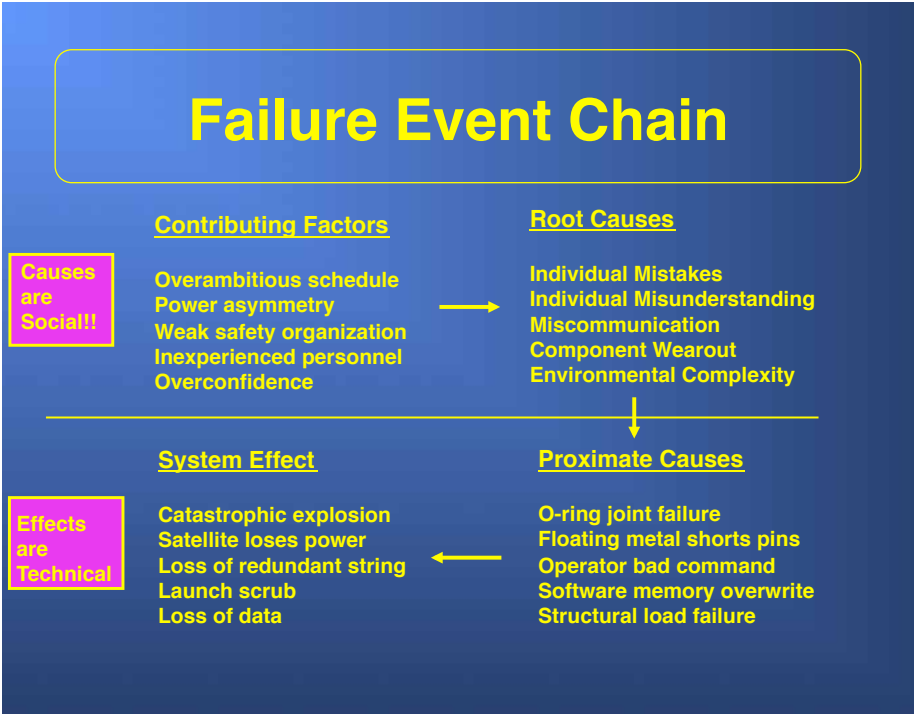 Failure Event Chain
Contributing Factors
Overambitious schedule
Power asymmetry
Weak safety organization
Inexperienced personnel
Overconfidence
Root Causes
Individual Mistakes
Individual Misunderstanding
Miscommunication
Component Wearout
Environmental Complexity
Causes
are
Social!!
System Effect
Catastrophic explosion
Satellite loses power
Loss of redundant string
Launch scrub
Loss of data
Proximate Causes
O-ring joint failure
Floating metal shorts pins
Operator bad command
Software memory overwrite
Structural load failure
Effects
are
Technical